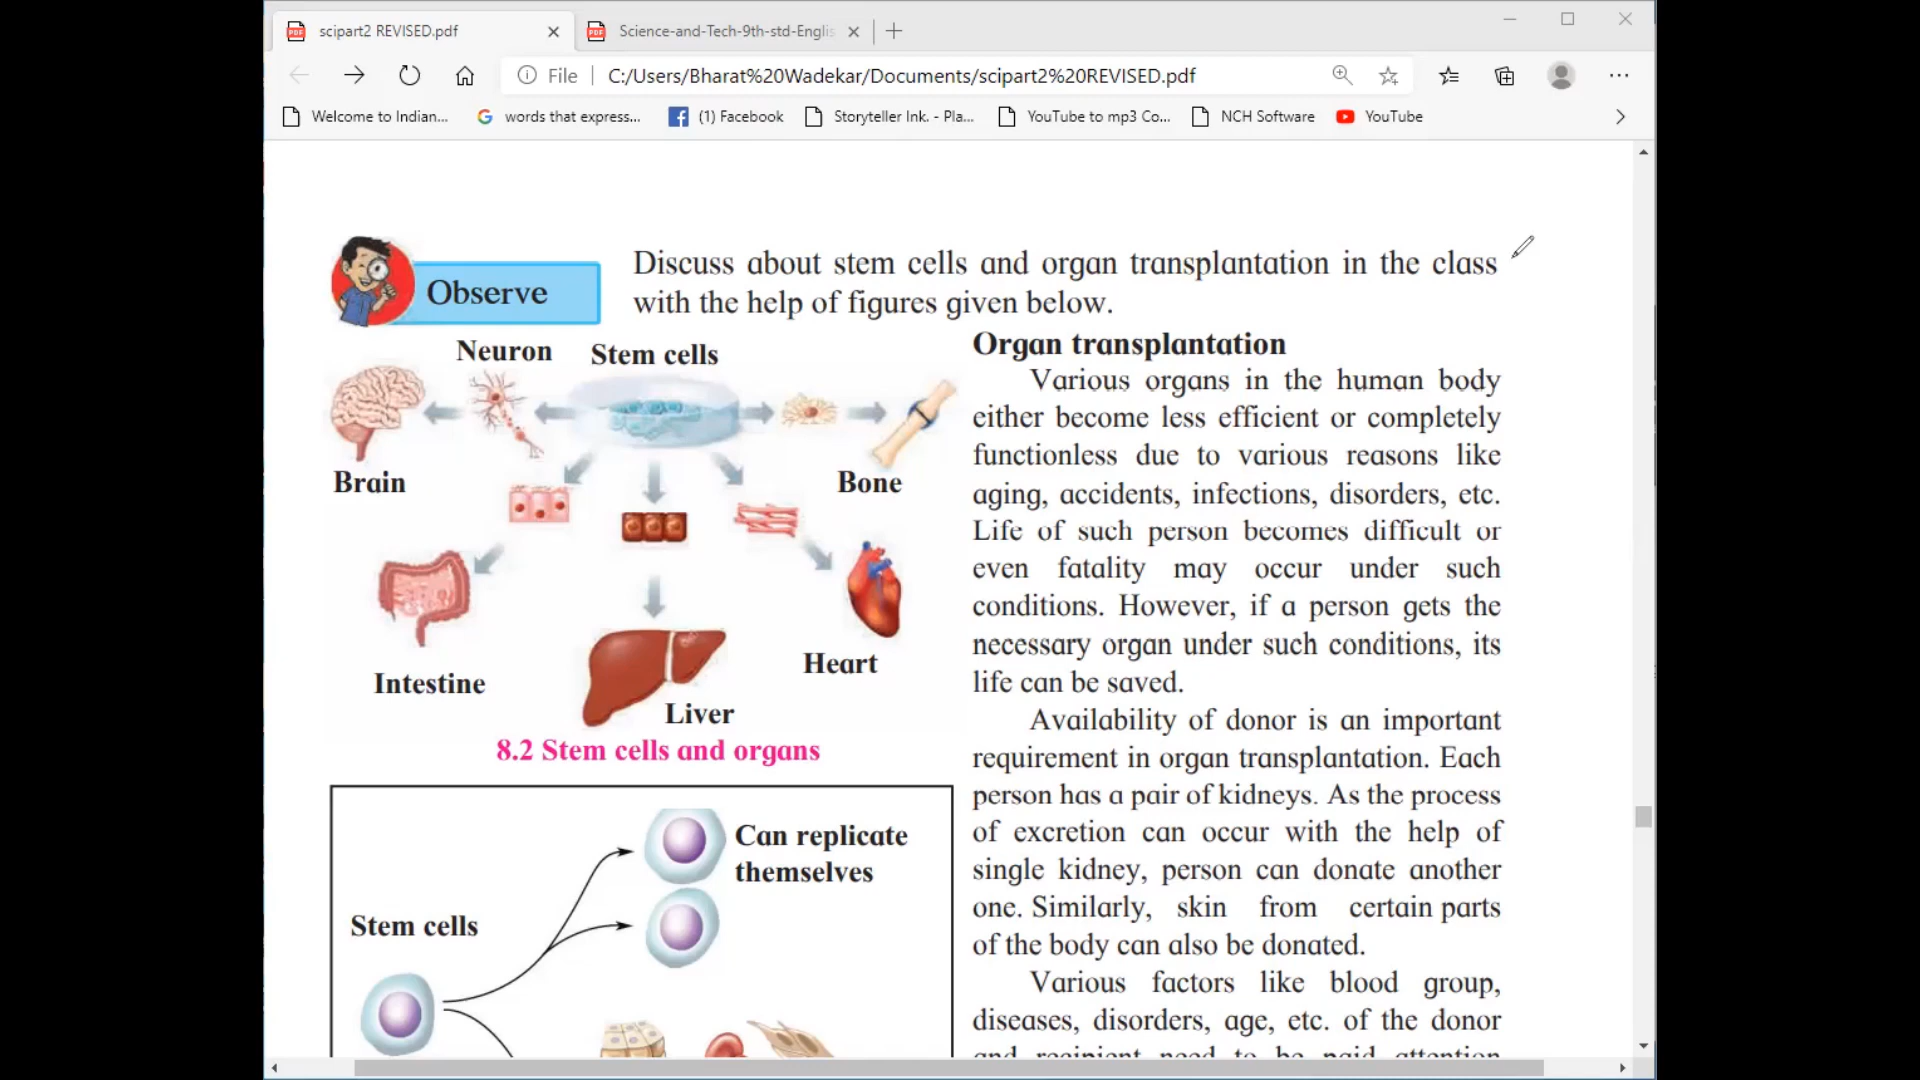 scipart2 REVISED.pdf
Science-and-Tech-9th-std-Englis
File
C:/Users/Bharat%20Wadekar/Documents/scipart2%20REVISED.pdf
Welcome to Indian...
words that express...
(1) Facebook
Storyteller Ink. - Pla...
YouTube to mp3 Co...
NCH Software
YouTube
Observe
Discuss about stem cells and organ transplantation in the class
with the help of figures given below.
Neuron
Stem cells
Brain
Bone
Intestine
Heart
Liver
8.2 Stem cells and organs
Can replicate
themselves
Stem cells
Organ transplantation
Various organs in the human body
either become less efficient or completely
functionless due to various reasons like
aging, accidents, infections, disorders, etc.
Life of such person becomes difficult or
even fatality may occur under such
conditions. However, if a person gets the
necessary organ under such conditions, its
life can be saved.
Availability of donor is an important
requirement in organ transplantation. Each
person has a pair of kidneys. As the process
of excretion can occur with the help of
single kidney, person can donate another
one. Similarly, skin from certain parts
of the body can also be donated.
Various factors like blood group,
diseases, disorders, age, etc. of the donor
and recipient need to be paid attention